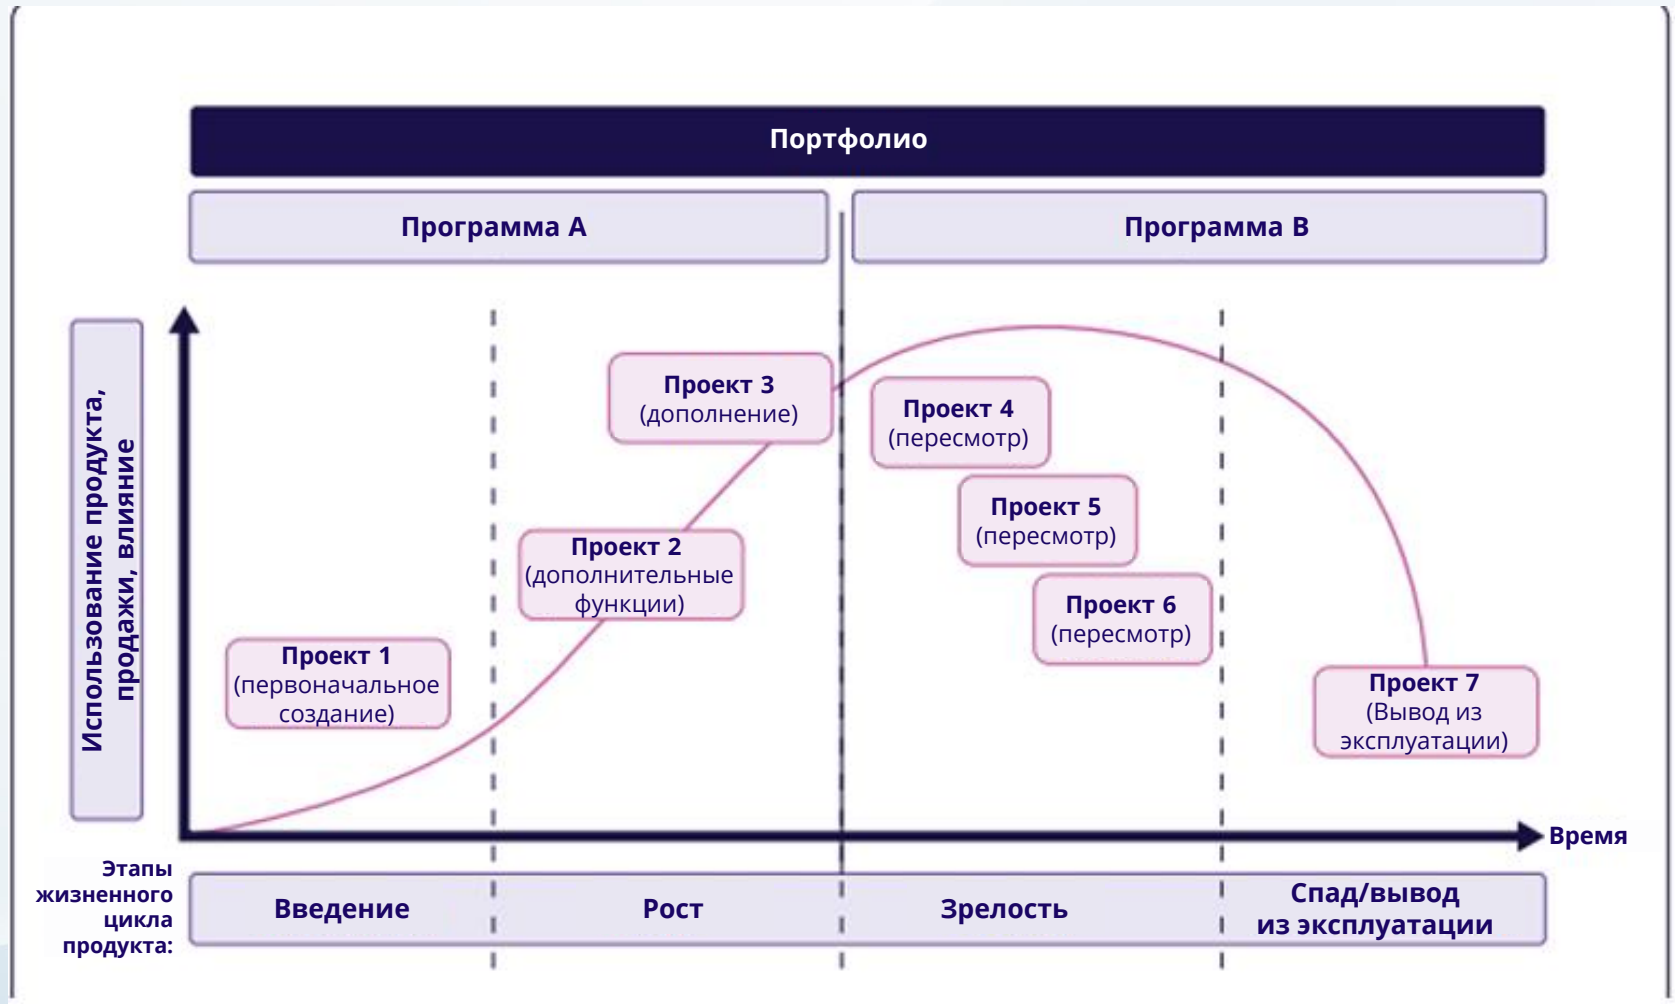 Портфолио
Программа A
Программа B
Использование продукта,
продажи, влияние
Проект 3
(дополнение)
Проект 4
(пересмотр)
Проект 5
(пересмотр)
Проект 2
(дополнительные
функции)
Проект 6
(пересмотр)
Проект 1
(первоначальное
создание)
Проект 7
(Вывод из
эксплуатации)
Время
Этапы
жизненного
цикла
продукта:
Введение
Рост
Зрелость
Спад/вывод
из эксплуатации